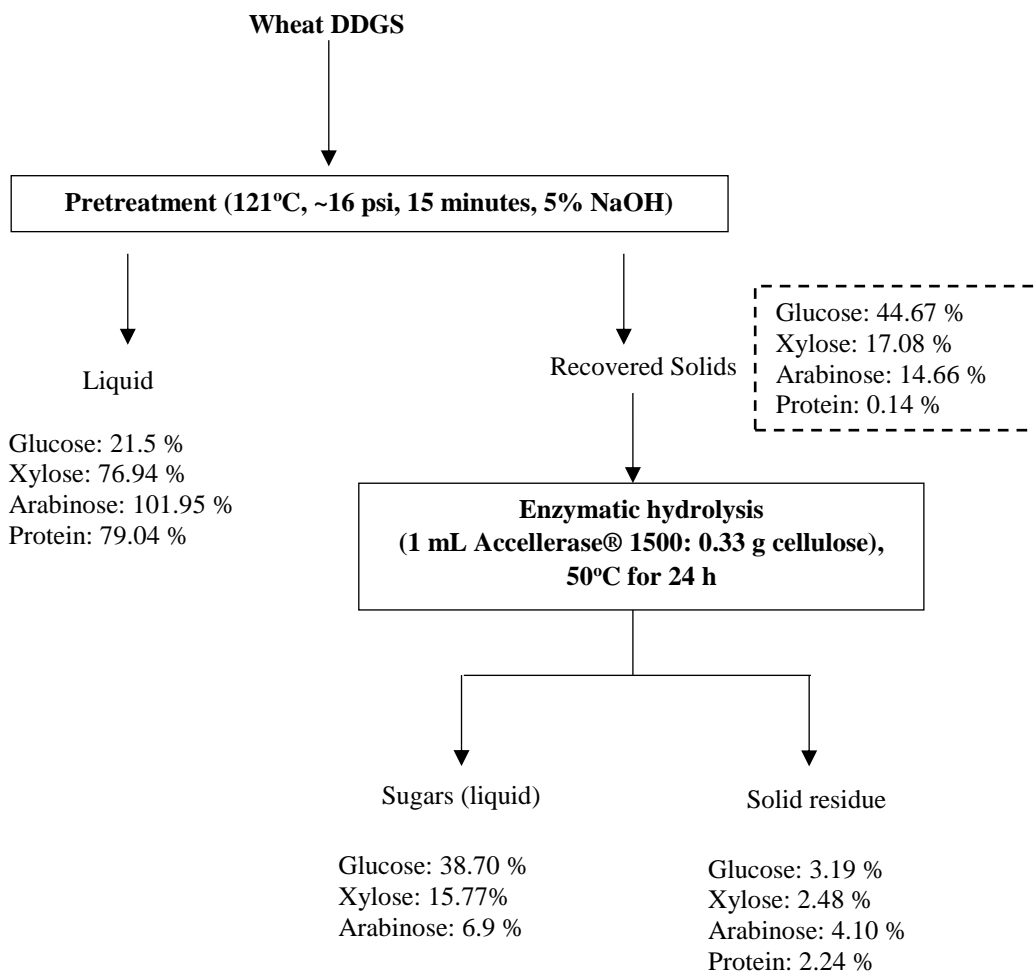 Wheat DDGS
Pretreatment (121ºC, ~16 psi, 15 minutes, 5% NaOH)
Liquid
Glucose: 21.5 %
Xylose: 76.94 %
Arabinose: 101.95 %
Protein: 79.04 %
Recovered Solids
Glucose: 44.67 %
Xylose: 17.08 %
Arabinose: 14.66 %
Protein: 0.14 %
Enzymatic hydrolysis
(1 mL Accellerase® 1500: 0.33 g cellulose),
50ºC for 24 h
Sugars (liquid)
Glucose: 38.70 %
Xylose: 15.77%
Arabinose: 6.9 %
Solid residue
Glucose: 3.19 %
Xylose: 2.48 %
Arabinose: 4.10 %
Protein: 2.24 %